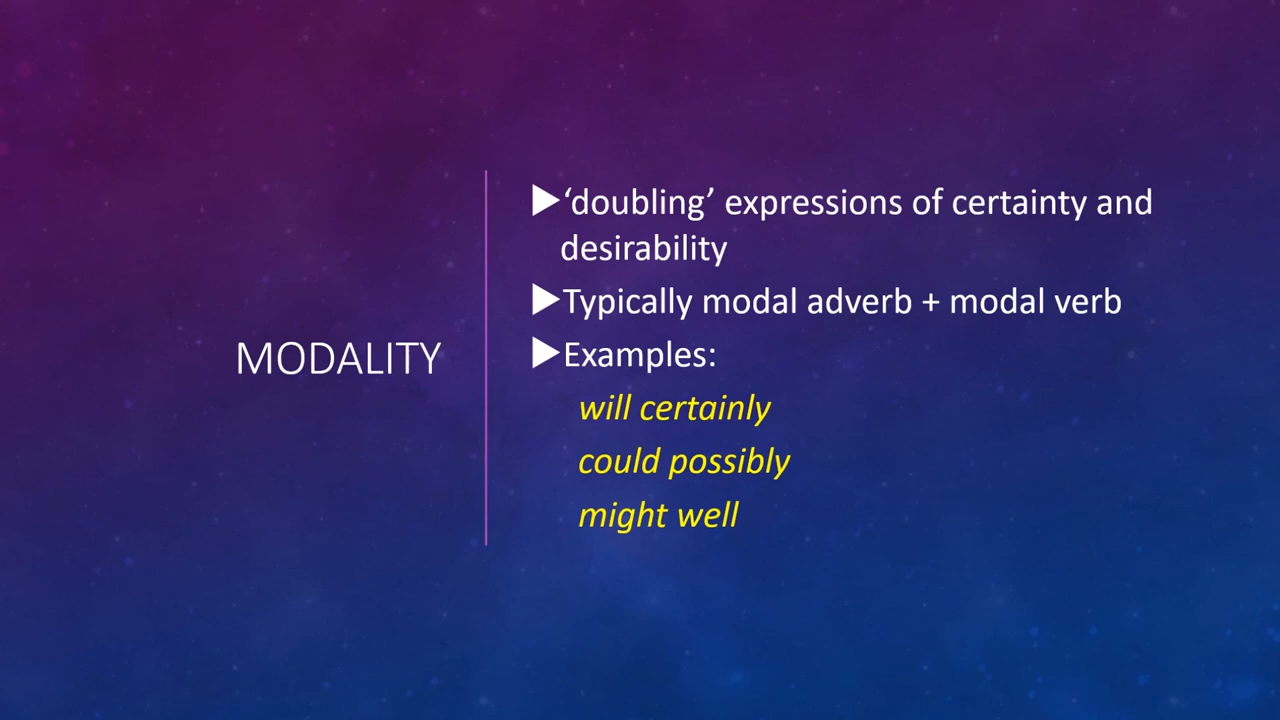 MODALITY
▶‘doubling’ expressions of certainty and
desirability
▶Typically modal adverb + modal verb
▶Examples:
will certainly
could possibly
might well